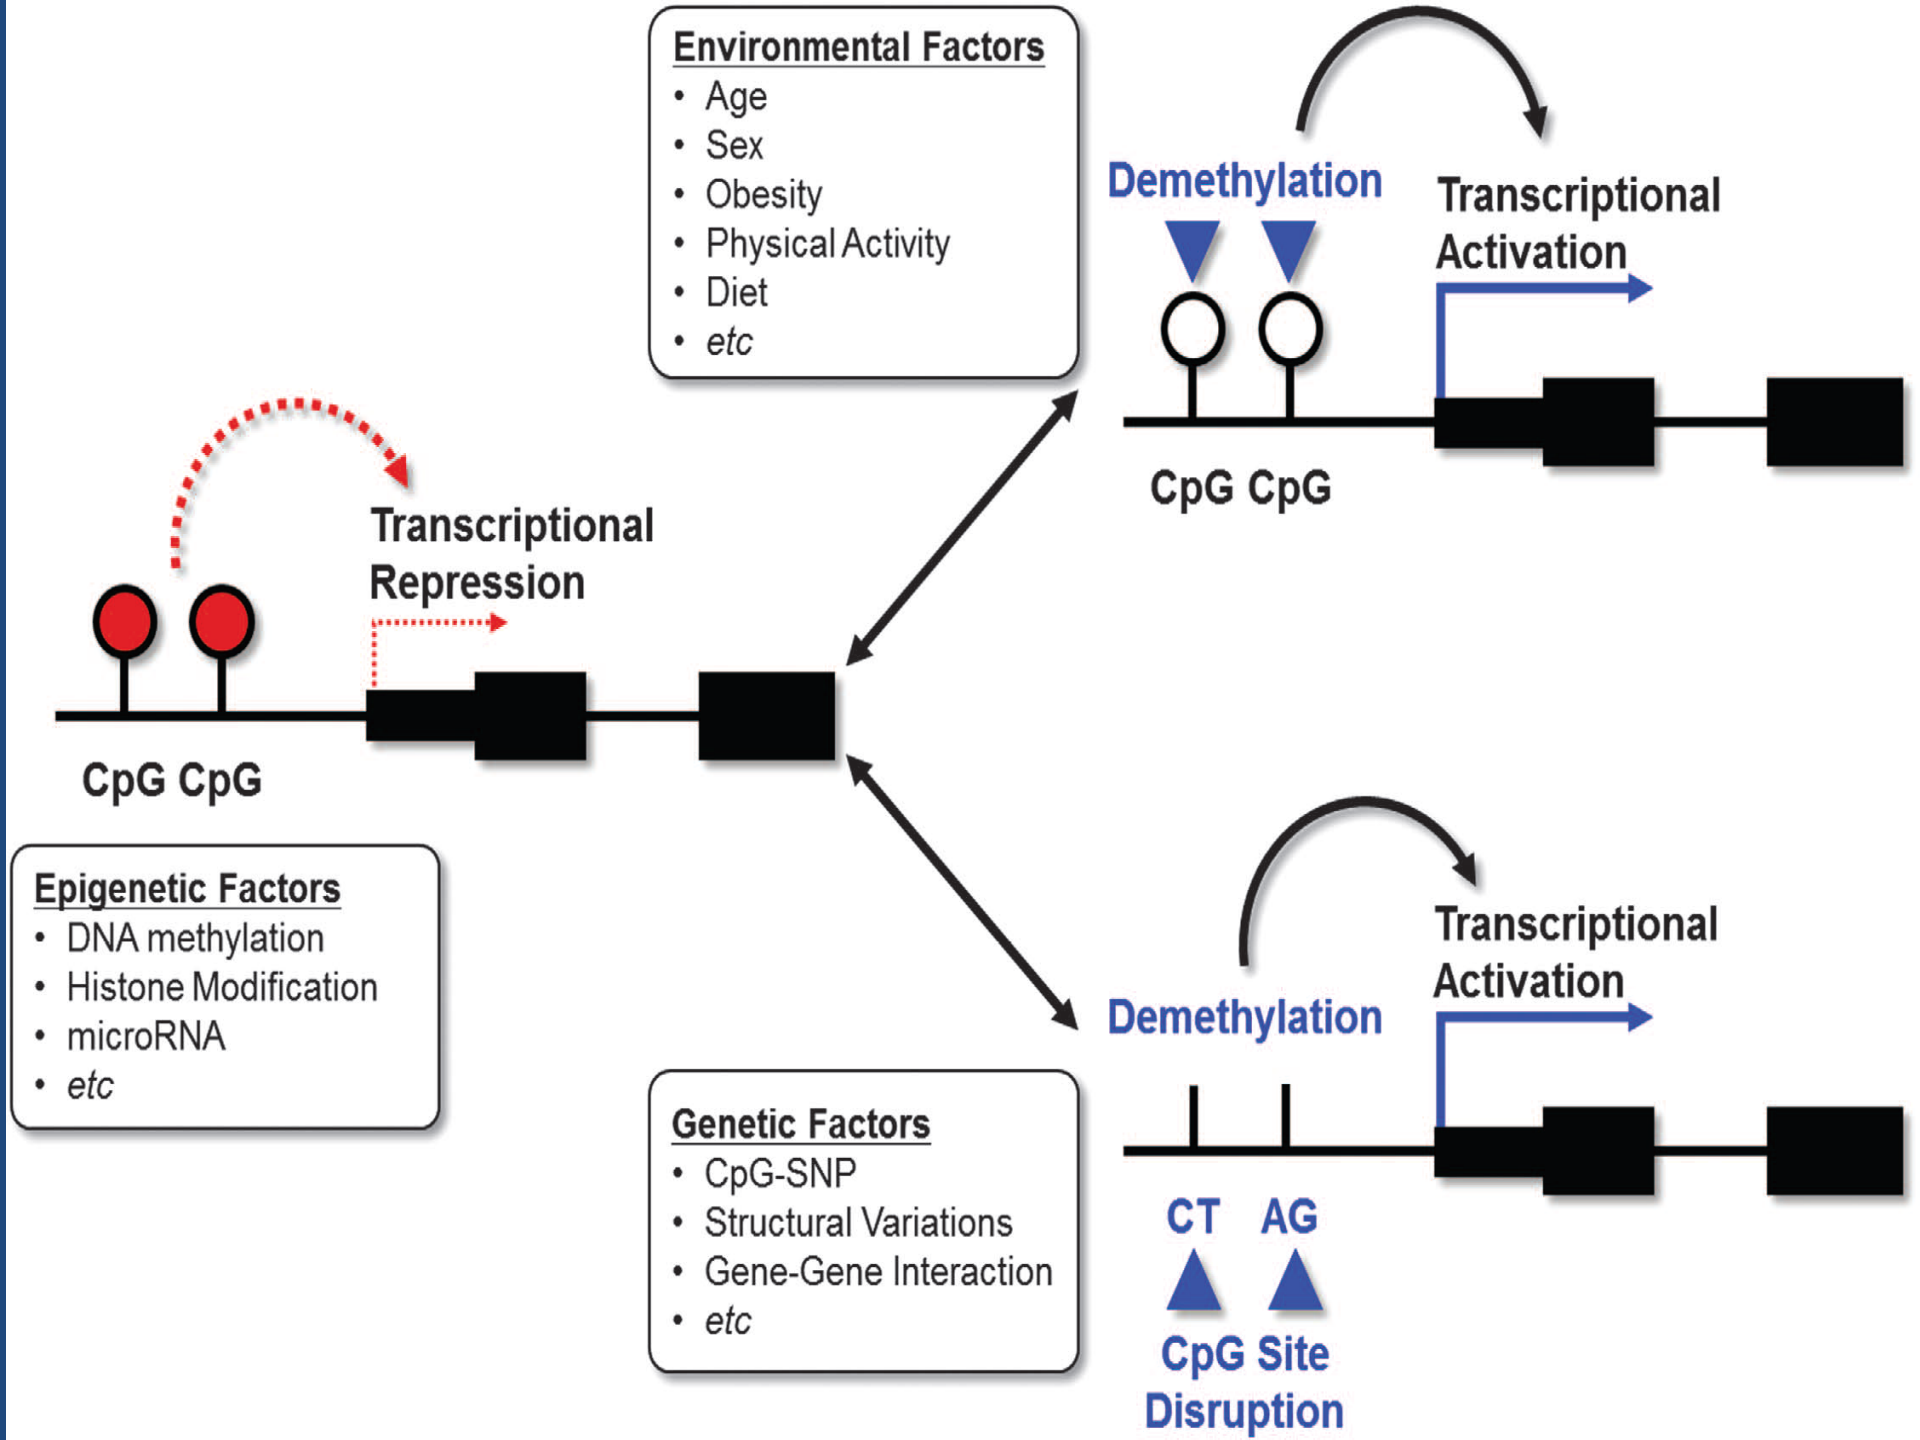 Environmental Factors
• Age
• Sex
• Obesity
• Physical Activity
• Diet
• etc
Demethylation
Transcriptional
Activation
CpG CpG
Transcriptional
Repression
CpG CpG
Epigenetic Factors
• DNA methylation
• Histone Modification
• microRNA
• etc
Genetic Factors
• CpG-SNP
• Structural Variations
• Gene-Gene Interaction
• etc
Demethylation
Transcriptional
Activation
CT AG
CpG Site
Disruption